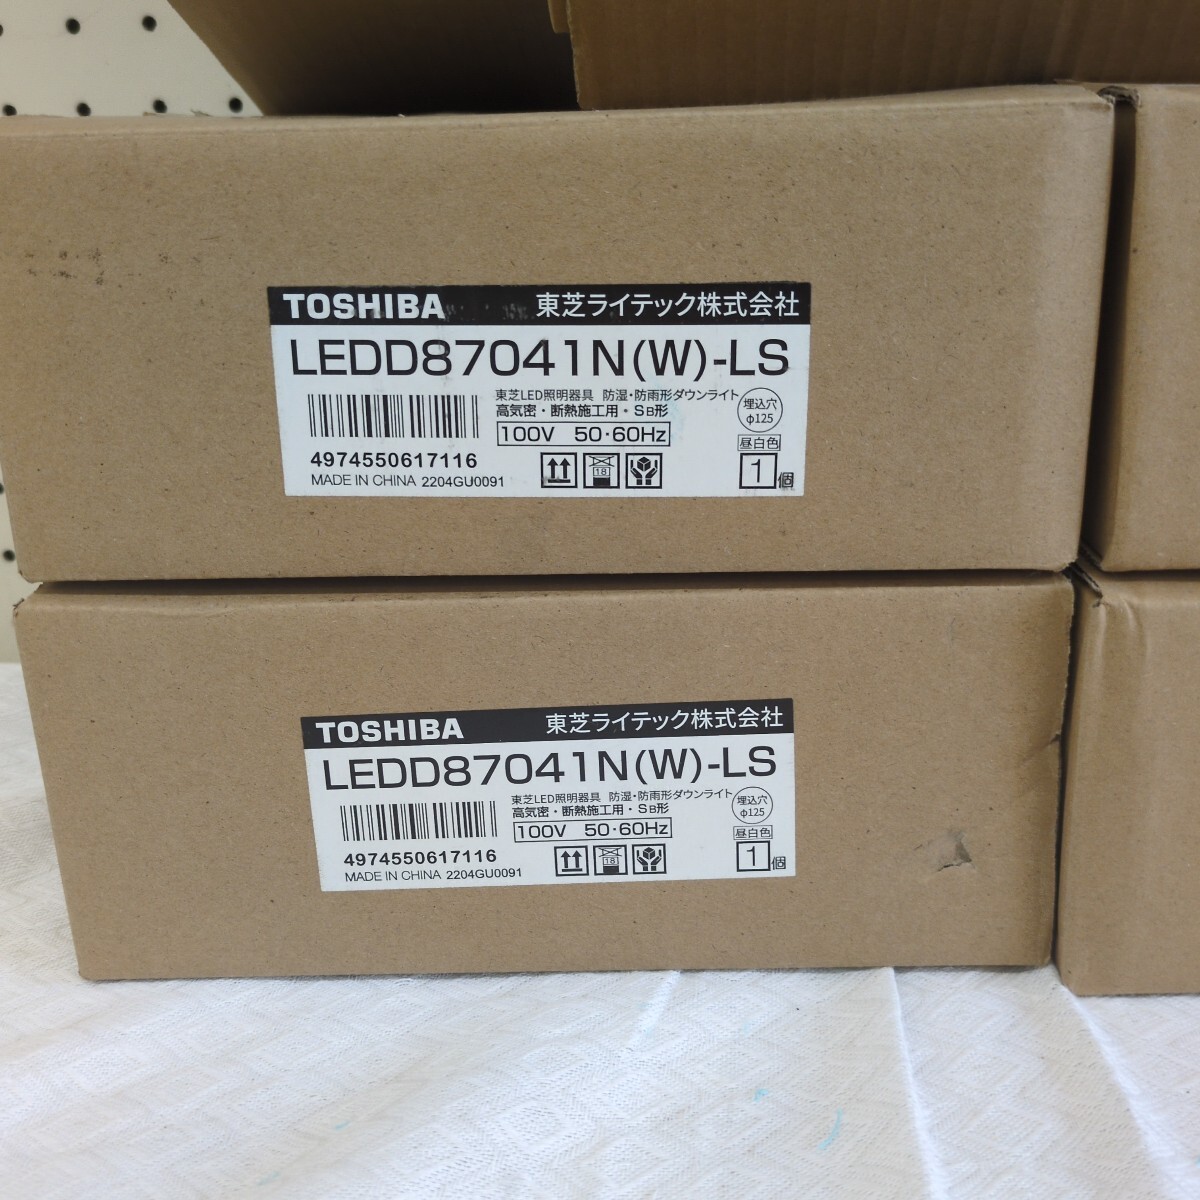 TOSHIBA 東芝ライテック株式会社
LEDD87041N(W)-LS
東芝LED照明器具 防湿・防雨形ダウンライト
高気密・断熱施工用・SB形
埋込穴
φ125
100V 50・60Hz
昼白色
4974550617116
18
1個
MADE IN CHINA 2204GU0091
TOSHIBA 東芝ライテック株式会社
LEDD87041N(W)-LS
東芝LED照明器具 防湿・防雨形ダウンライト
高気密・断熱施工用・SB形
埋込穴
φ125
100V 50・60Hz
昼白色
4974550617116
18
1個
MADE IN CHINA 2204GU0091